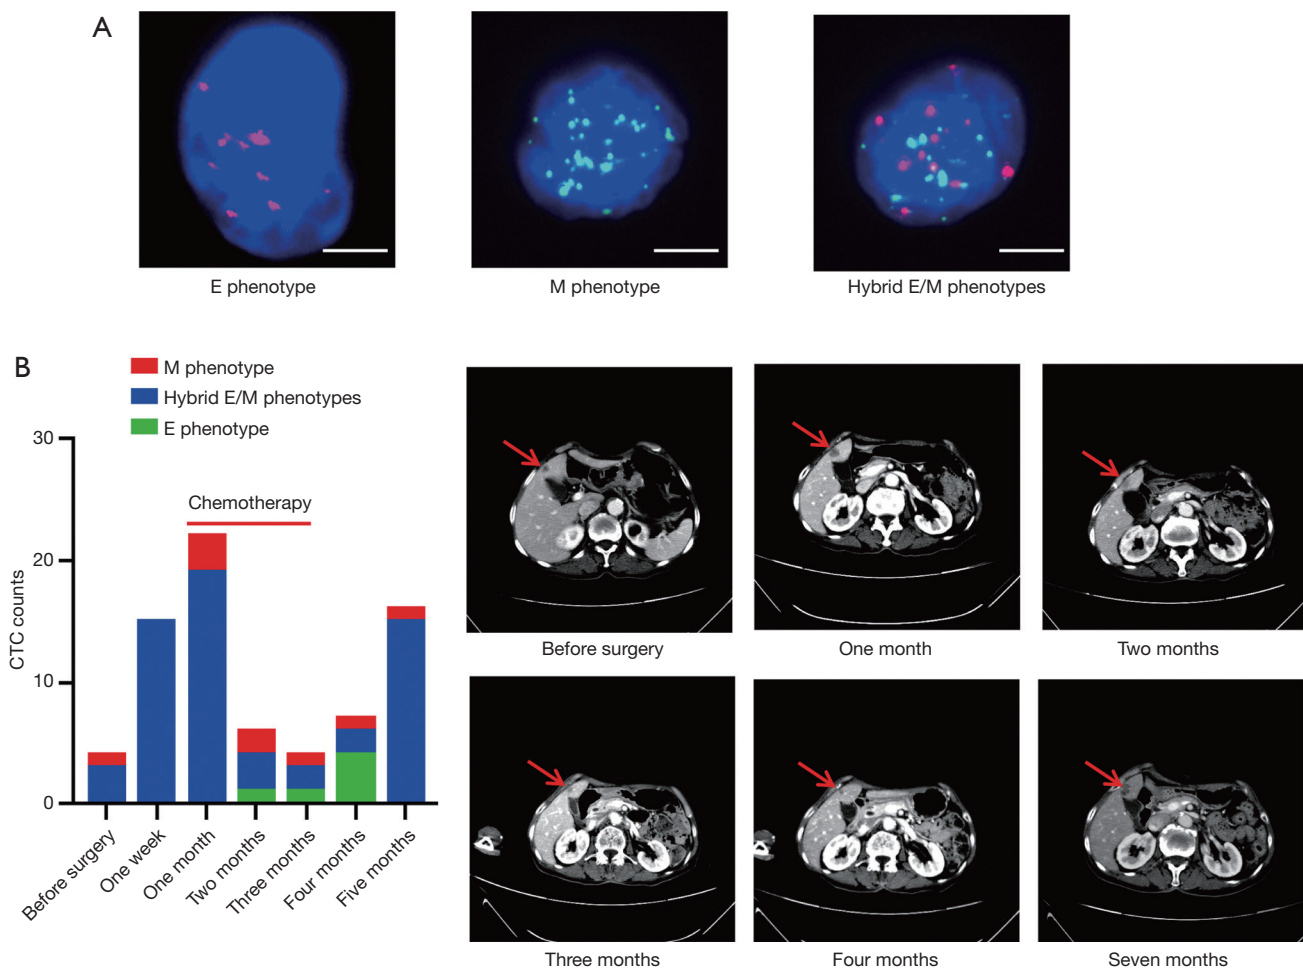 A
E phenotype
M phenotype
Hybrid E/M phenotypes
B
M phenotype
Hybrid E/M phenotypes
E phenotype
30
20
10
0
CTC counts
Chemotherapy
Before surgery
One week
One month
Two months
Three months
Four months
Five months
Before surgery
One month
Two months
Three months
Four months
Seven months